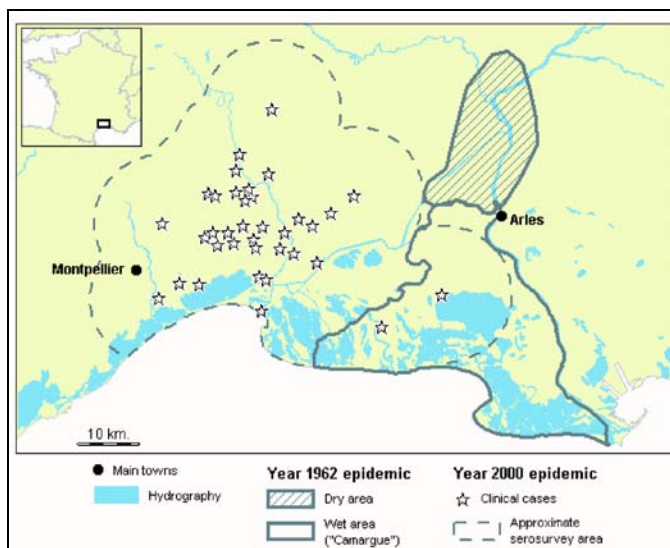 Arles
Montpellier
10 km.
Main towns
Hydrography
Year 1962 epidemic
Dry area
Wet area
("Camargue")
Year 2000 epidemic
Clinical cases
Approximate
serosurvey area